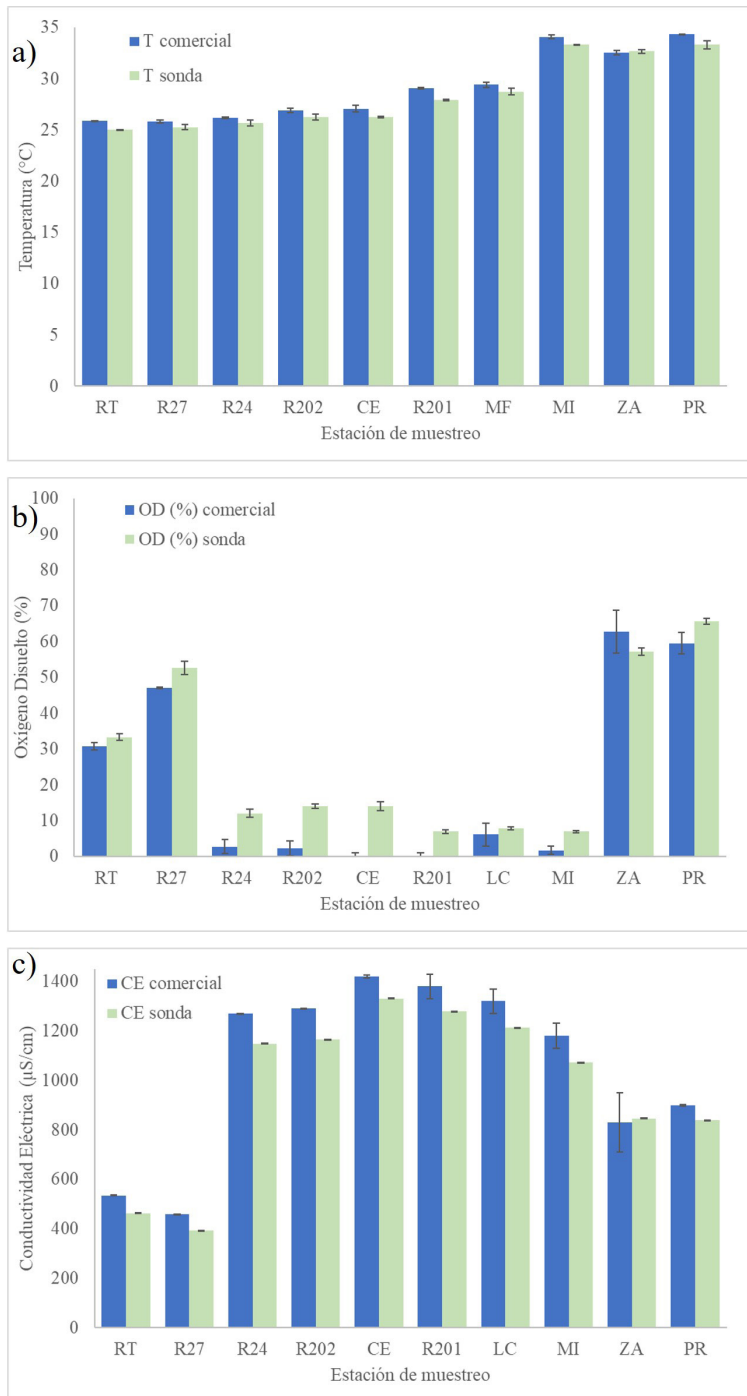 a)
T comercial
T sonda
Temperatura (°C)
35
30
25
20
15
10
5
0
RT R27 R24 R202 CE R201 MF MI ZA PR
Estación de muestreo
b)
OD (%) comercial
OD (%) sonda
Oxígeno Disuelto (%)
100
90
80
70
60
50
40
30
20
10
0
RT R27 R24 R202 CE R201 LC MI ZA PR
Estación de muestreo
c)
CE comercial
CE sonda
Conductividad Eléctrica (µS/cm)
1400
1200
1000
800
600
400
200
0
RT R27 R24 R202 CE R201 LC MI ZA PR
Estación de muestreo